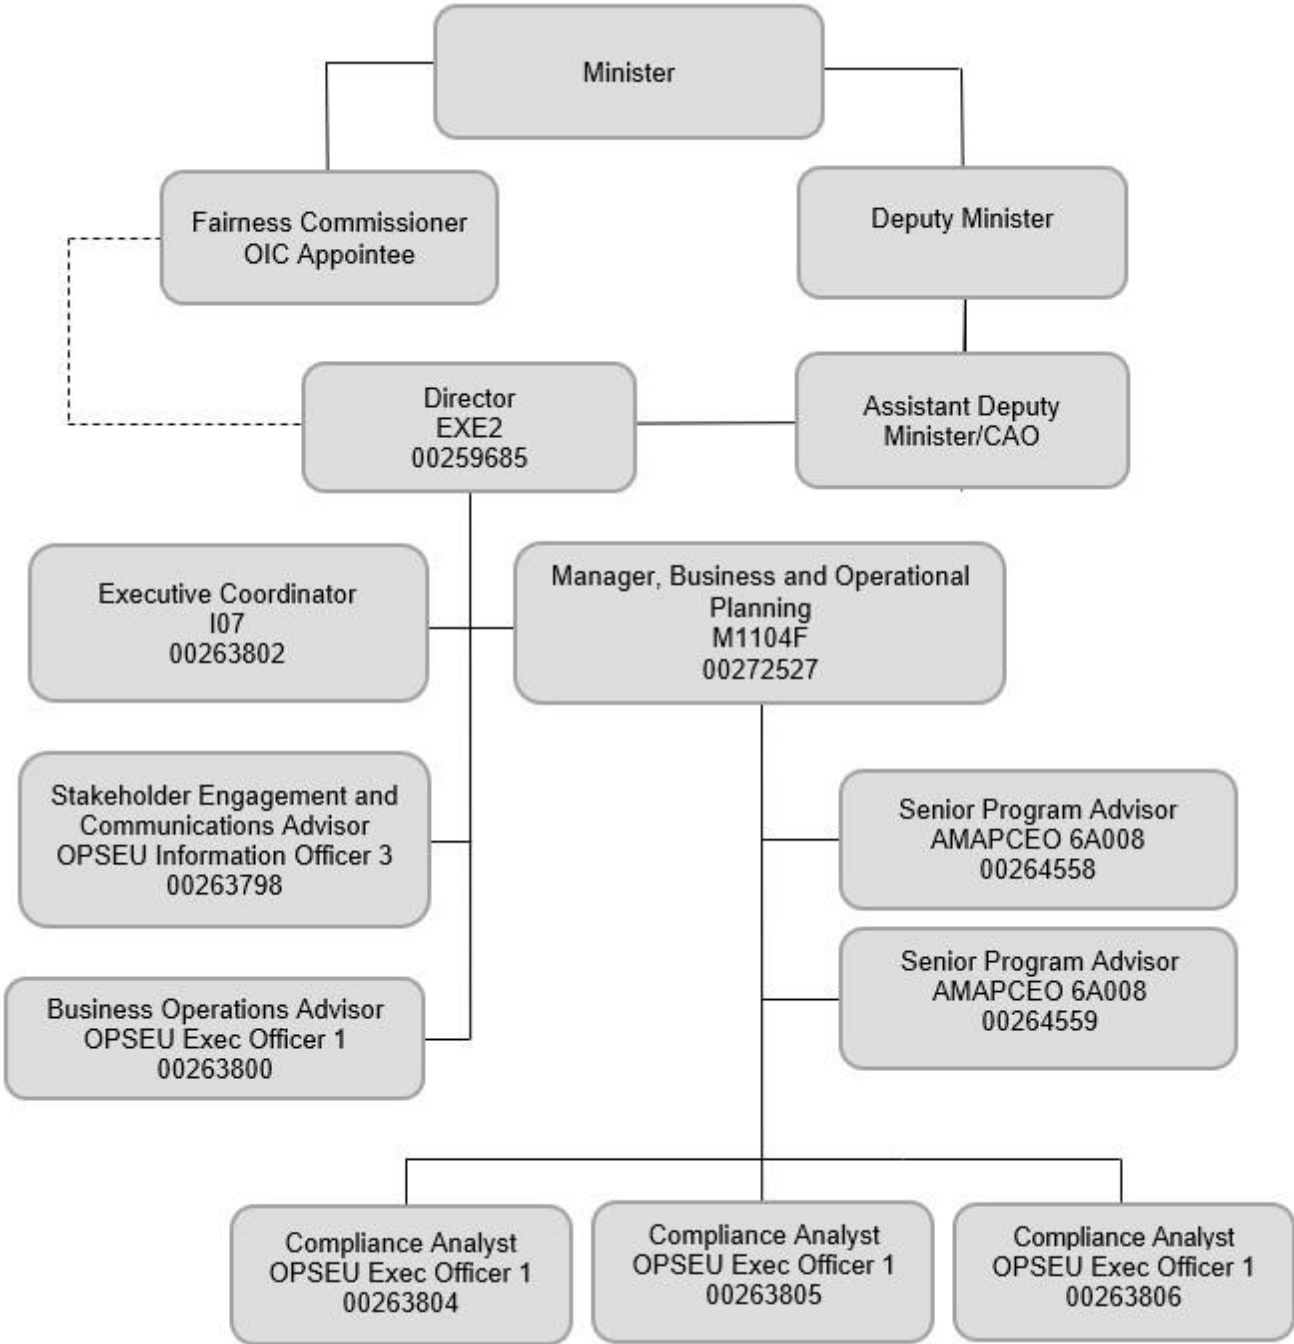 Minister
Fairness Commissioner
OIC Appointee
Deputy Minister
Director
EXE2
00259685
Assistant Deputy
Minister/CAO
Executive Coordinator
I07
00263802
Manager, Business and Operational
Planning
M1104F
00272527
Stakeholder Engagement and
Communications Advisor
OPSEU Information Officer 3
00263798
Senior Program Advisor
AMAPCEO 6A008
00264558
Senior Program Advisor
AMAPCEO 6A008
00264559
Business Operations Advisor
OPSEU Exec Officer 1
00263800
Compliance Analyst
OPSEU Exec Officer 1
00263804
Compliance Analyst
OPSEU Exec Officer 1
00263805
Compliance Analyst
OPSEU Exec Officer 1
00263806